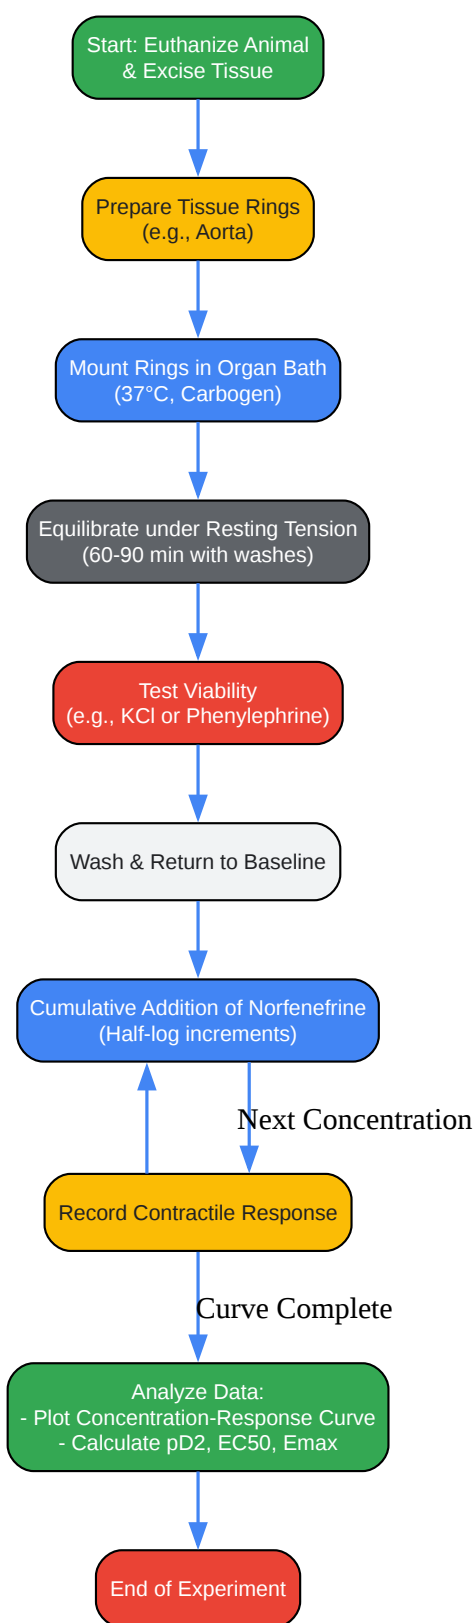 Start: Euthanize Animal
& Excise Tissue
Prepare Tissue Rings
(e.g., Aorta)
Mount Rings in Organ Bath
(37°C, Carbogen)
Equilibrate under Resting Tension
(60-90 min with washes)
Test Viability
(e.g., KCl or Phenylephrine)
Wash & Return to Baseline
Cumulative Addition of Norfenefrine
(Half-log increments)
Next Concentration
Record Contractile Response
Curve Complete
Analyze Data:
- Plot Concentration-Response Curve
- Calculate pD2, EC50, Emax
End of Experiment